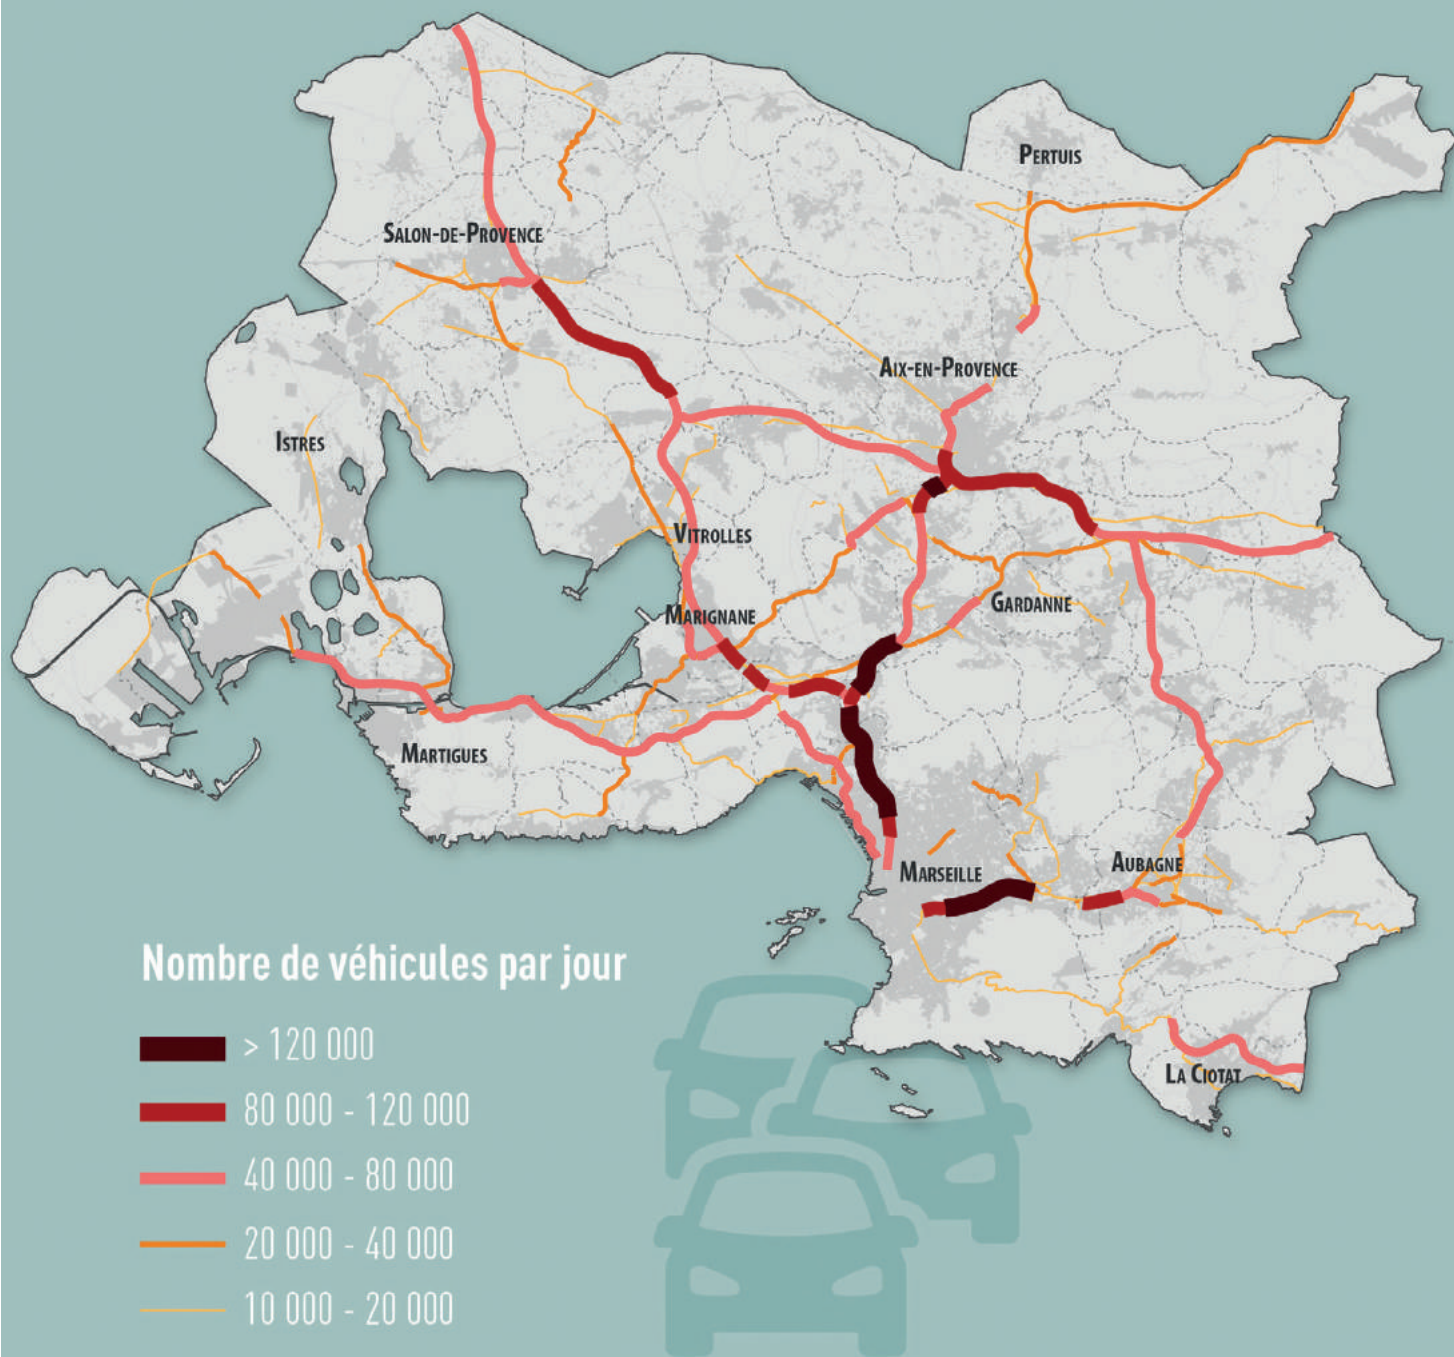 Pertuis
Salon-de-Provence
Aix-en-Provence
Istres
Vitrolles
Marignane
Gardanne
Martigues
Marseille
Aubagne
La Ciotat
Nombre de véhicules par jour
> 120 000
80 000 - 120 000
40 000 - 80 000
20 000 - 40 000
10 000 - 20 000